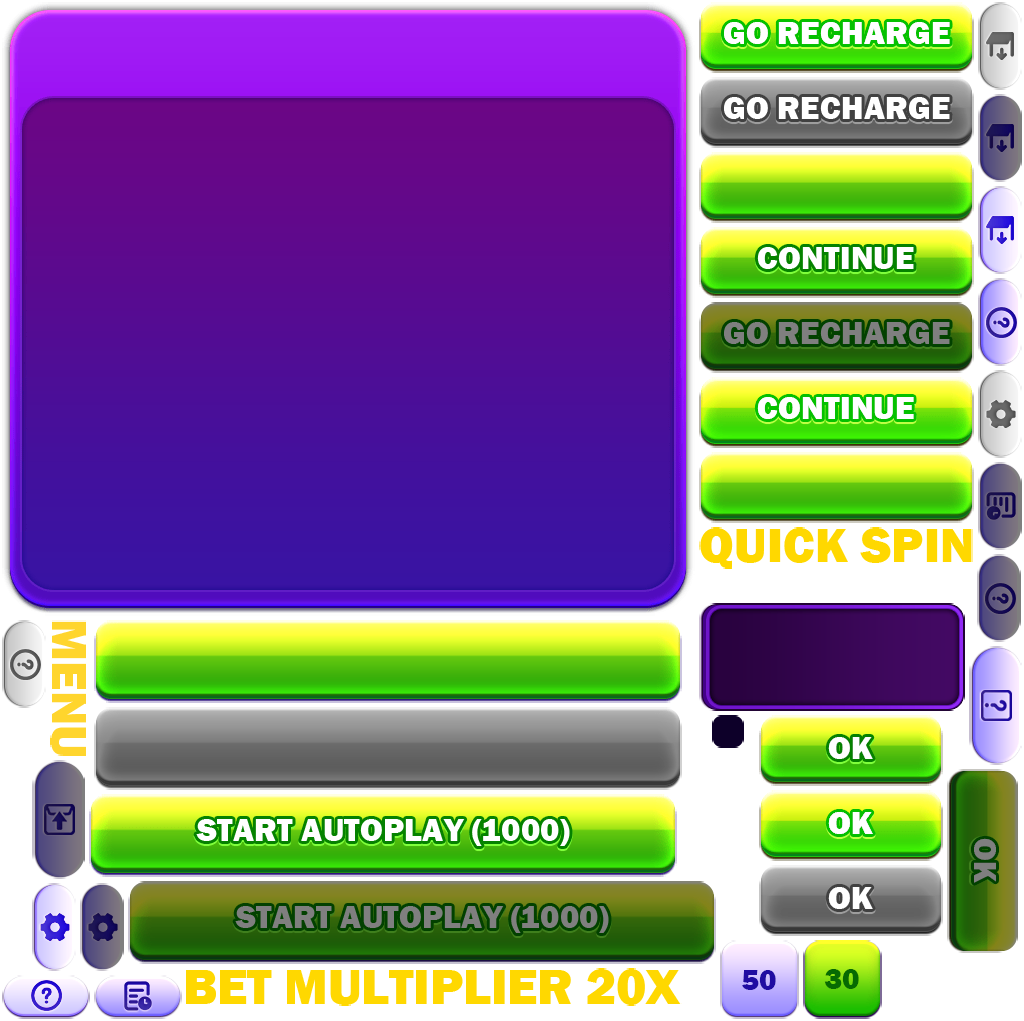 GO RECHARGE
GO RECHARGE
CONTINUE
GO RECHARGE
CONTINUE
QUICK SPIN
?
?
?
?
MENU
START AUTOPLAY (1000)
START AUTOPLAY (1000)
OK
OK
OK
OK
50
30
?
BET MULTIPLIER 20X